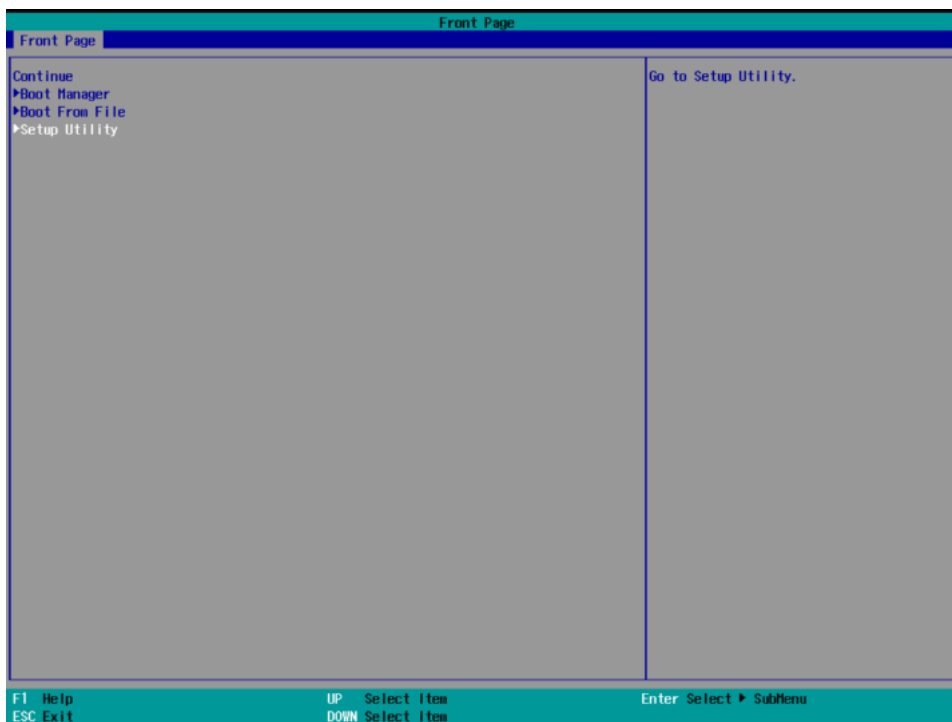 Front Page
Front Page
Continue
▶Boot Manager
▶Boot From File
▶Setup Utility
Go to Setup Utility.
F1 Help
ESC Exit
UP Select Item
DOWN Select Item
Enter Select ▶ SubMenu